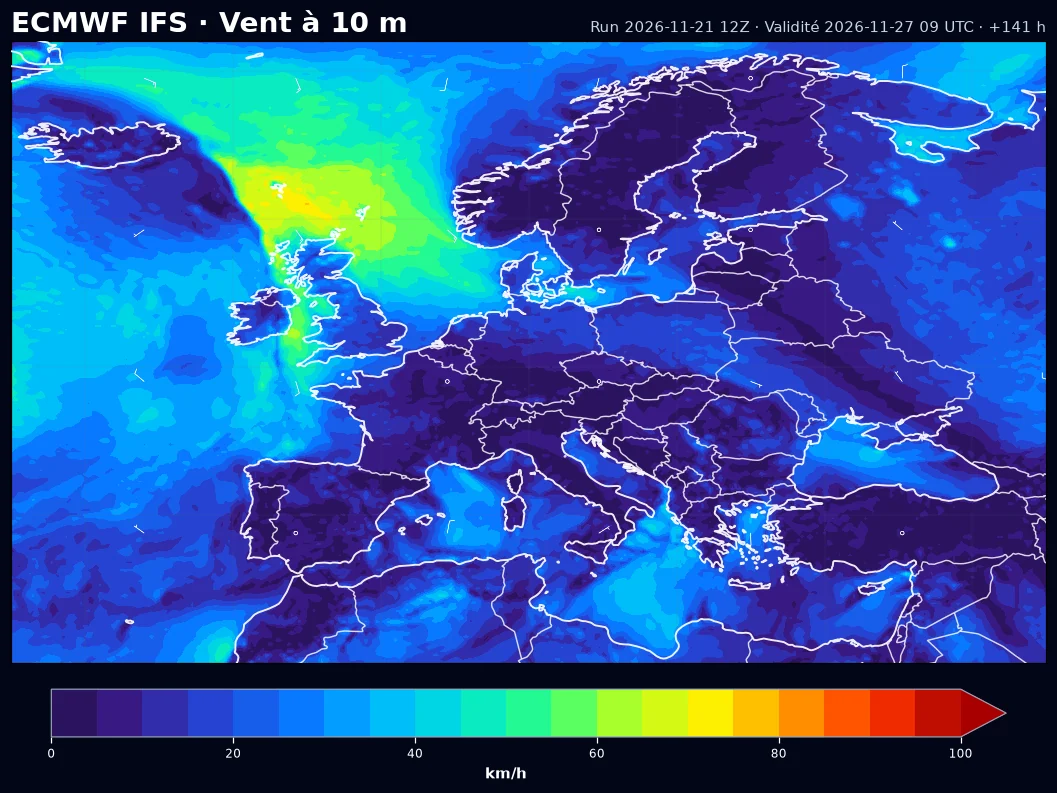 ECMWF IFS · Vent à 10 m
Run 2026-11-21 12Z · Validité 2026-11-27 09 UTC · +141 h
0 20 40 60 80 100
km/h